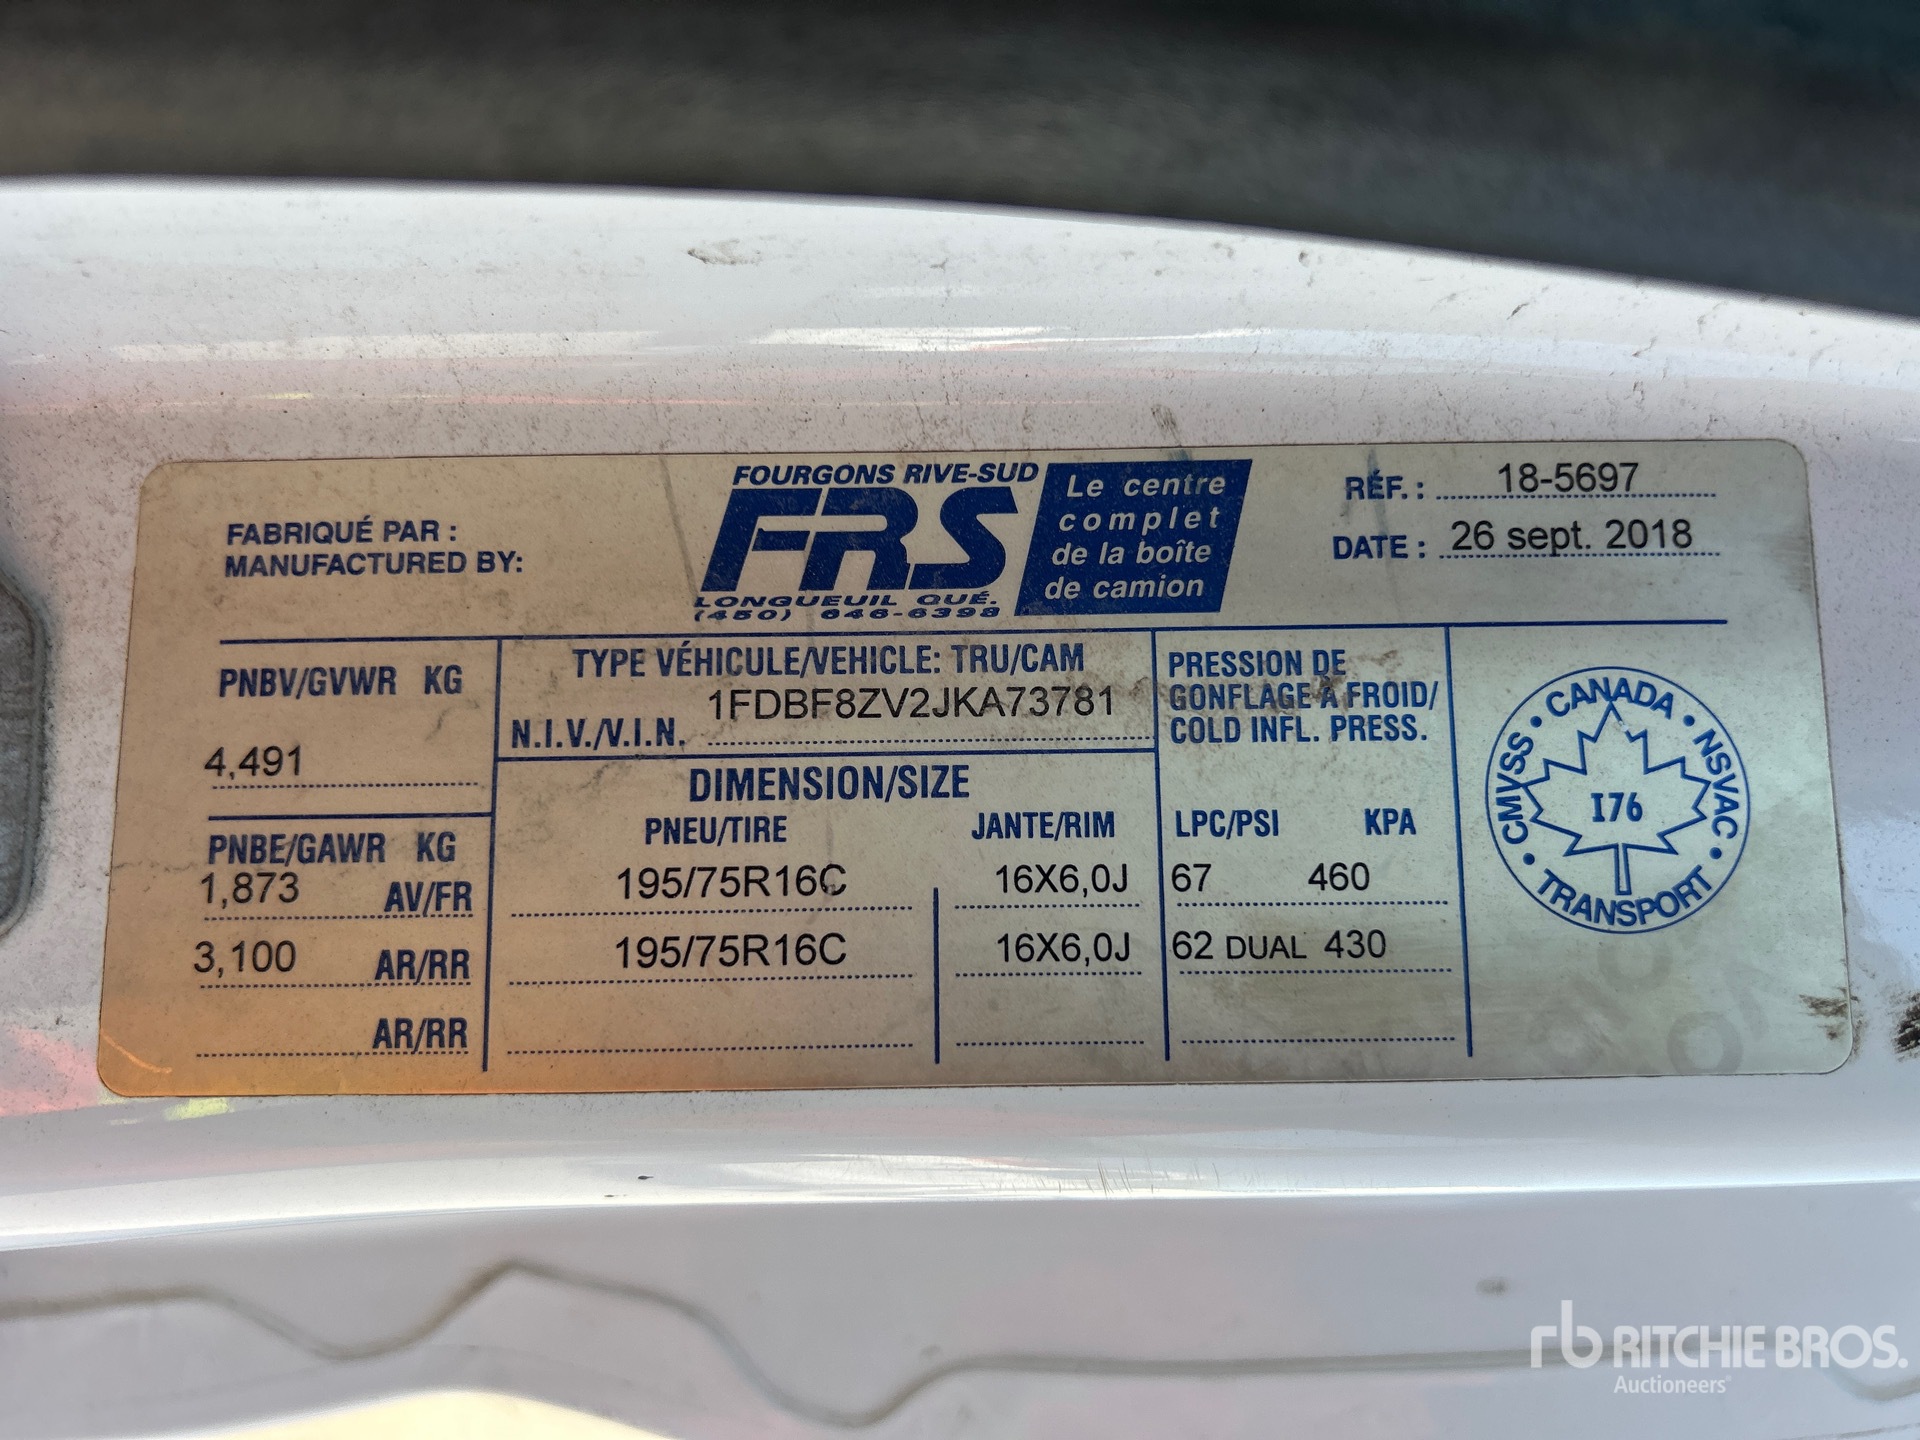 FOURGONS RIVE-SUD
FRS
LONGUEUIL QUÉ.
(450) 646-6398
Le centre
complet
de la boîte
de camion
RÉF. : 18-5697
DATE : 26 sept. 2018
FABRIQUÉ PAR :
MANUFACTURED BY:
PNBV/GVWR KG
4,491
TYPE VÉHICULE/VEHICLE: TRU/CAM
N.I.V./V.I.N. 1FDBF8ZV2JKA73781
PRESSION DE
GONFLAGE À FROID/
COLD INFL. PRESS.
DIMENSION/SIZE
PNEU/TIRE JANTE/RIM LPC/PSI KPA
PNBE/GAWR KG
1,873 AV/FR 195/75R16C 16X6,0J 67 460
3,100 AR/RR 195/75R16C 16X6,0J 62 DUAL 430
AR/RR
CANADA • NSVAC • TRANSPORT • CMVSS •
176
rb RITCHIE BROS.
Auctioneers